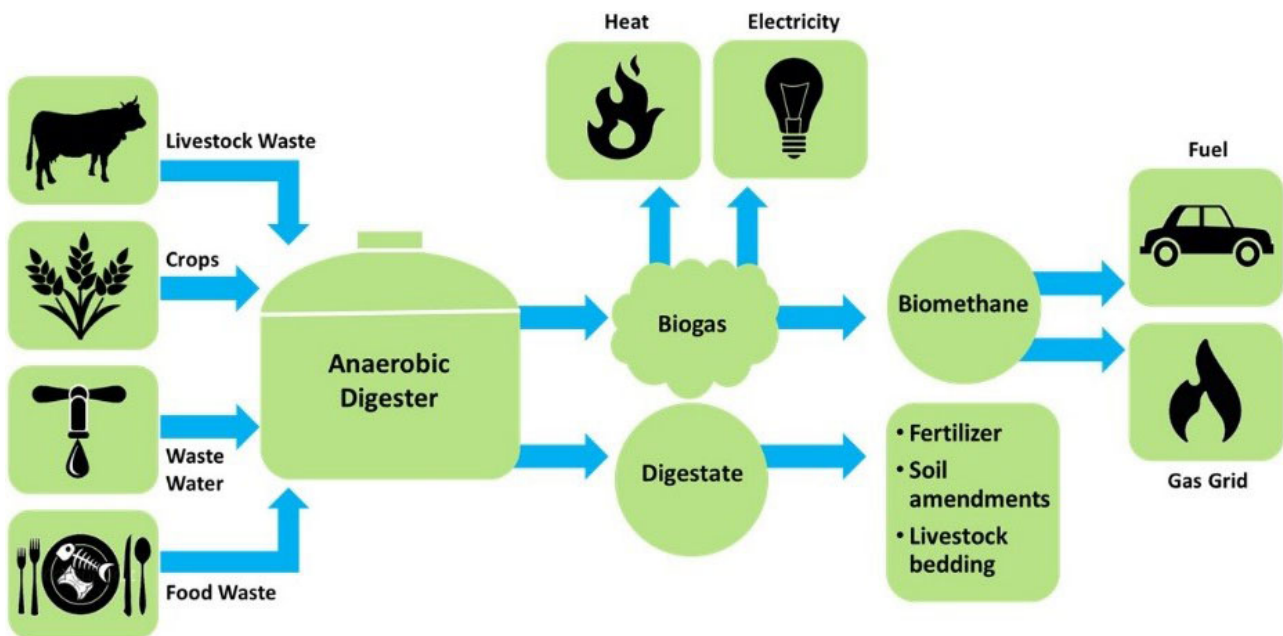 Heat
Electricity
Livestock Waste
Crops
Waste
Water
Food Waste
Anaerobic
Digester
Biogas
Digestate
Biomethane
• Fertilizer
• Soil
amendments
• Livestock
bedding
Fuel
Gas Grid